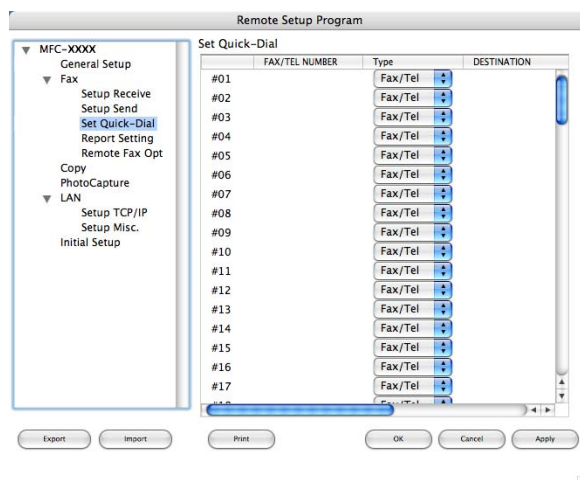 Remote Setup Program
MFC-XXXX
General Setup
Fax
Setup Receive
Setup Send
Set Quick-Dial
Report Setting
Remote Fax Opt
Copy
PhotoCapture
LAN
Setup TCP/IP
Setup Misc.
Initial Setup
Set Quick-Dial
FAX/TEL NUMBER Type DESTINATION
#01 Fax/Tel
#02 Fax/Tel
#03 Fax/Tel
#04 Fax/Tel
#05 Fax/Tel
#06 Fax/Tel
#07 Fax/Tel
#08 Fax/Tel
#09 Fax/Tel
#10 Fax/Tel
#11 Fax/Tel
#12 Fax/Tel
#13 Fax/Tel
#14 Fax/Tel
#15 Fax/Tel
#16 Fax/Tel
#17 Fax/Tel
Export Import Print OK Cancel Apply